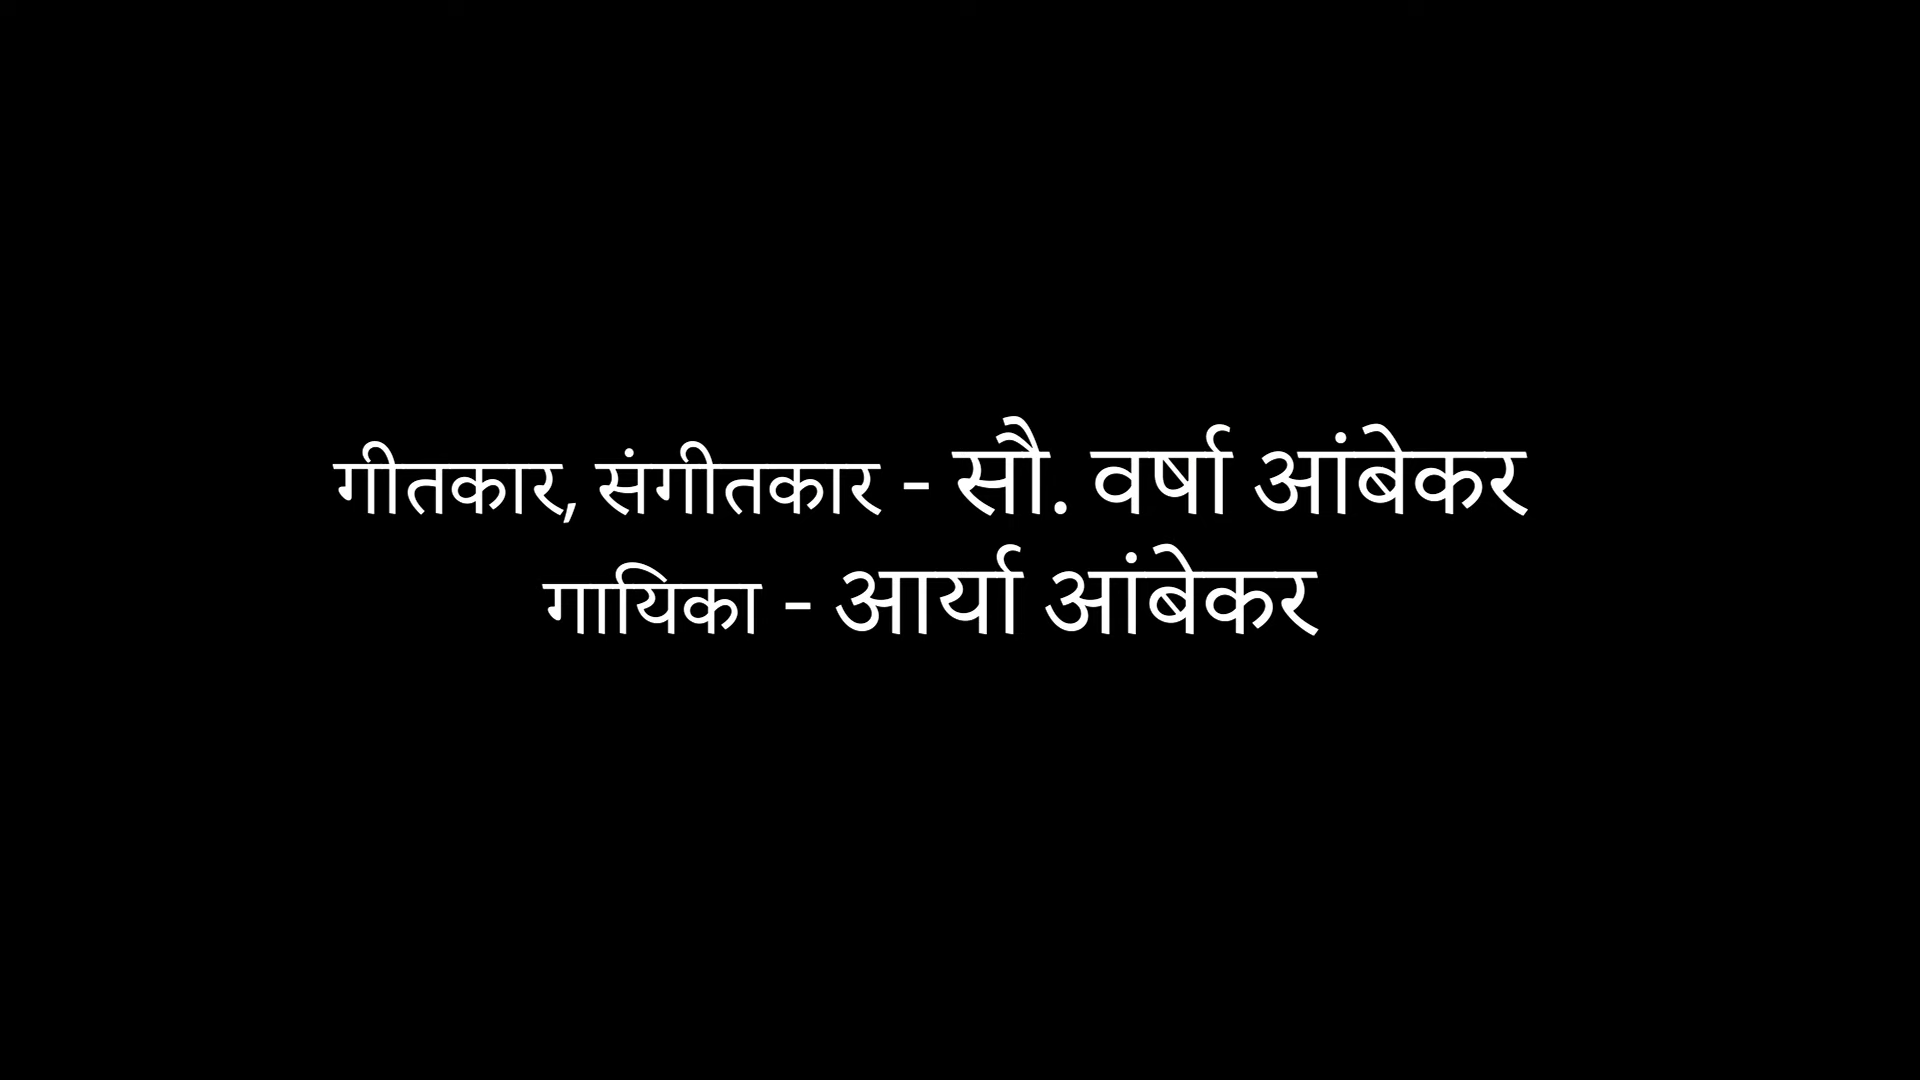 गीतकार, संगीतकार - सौ. वर्षा आंबेकर
गायिका - आर्या आंबेकर